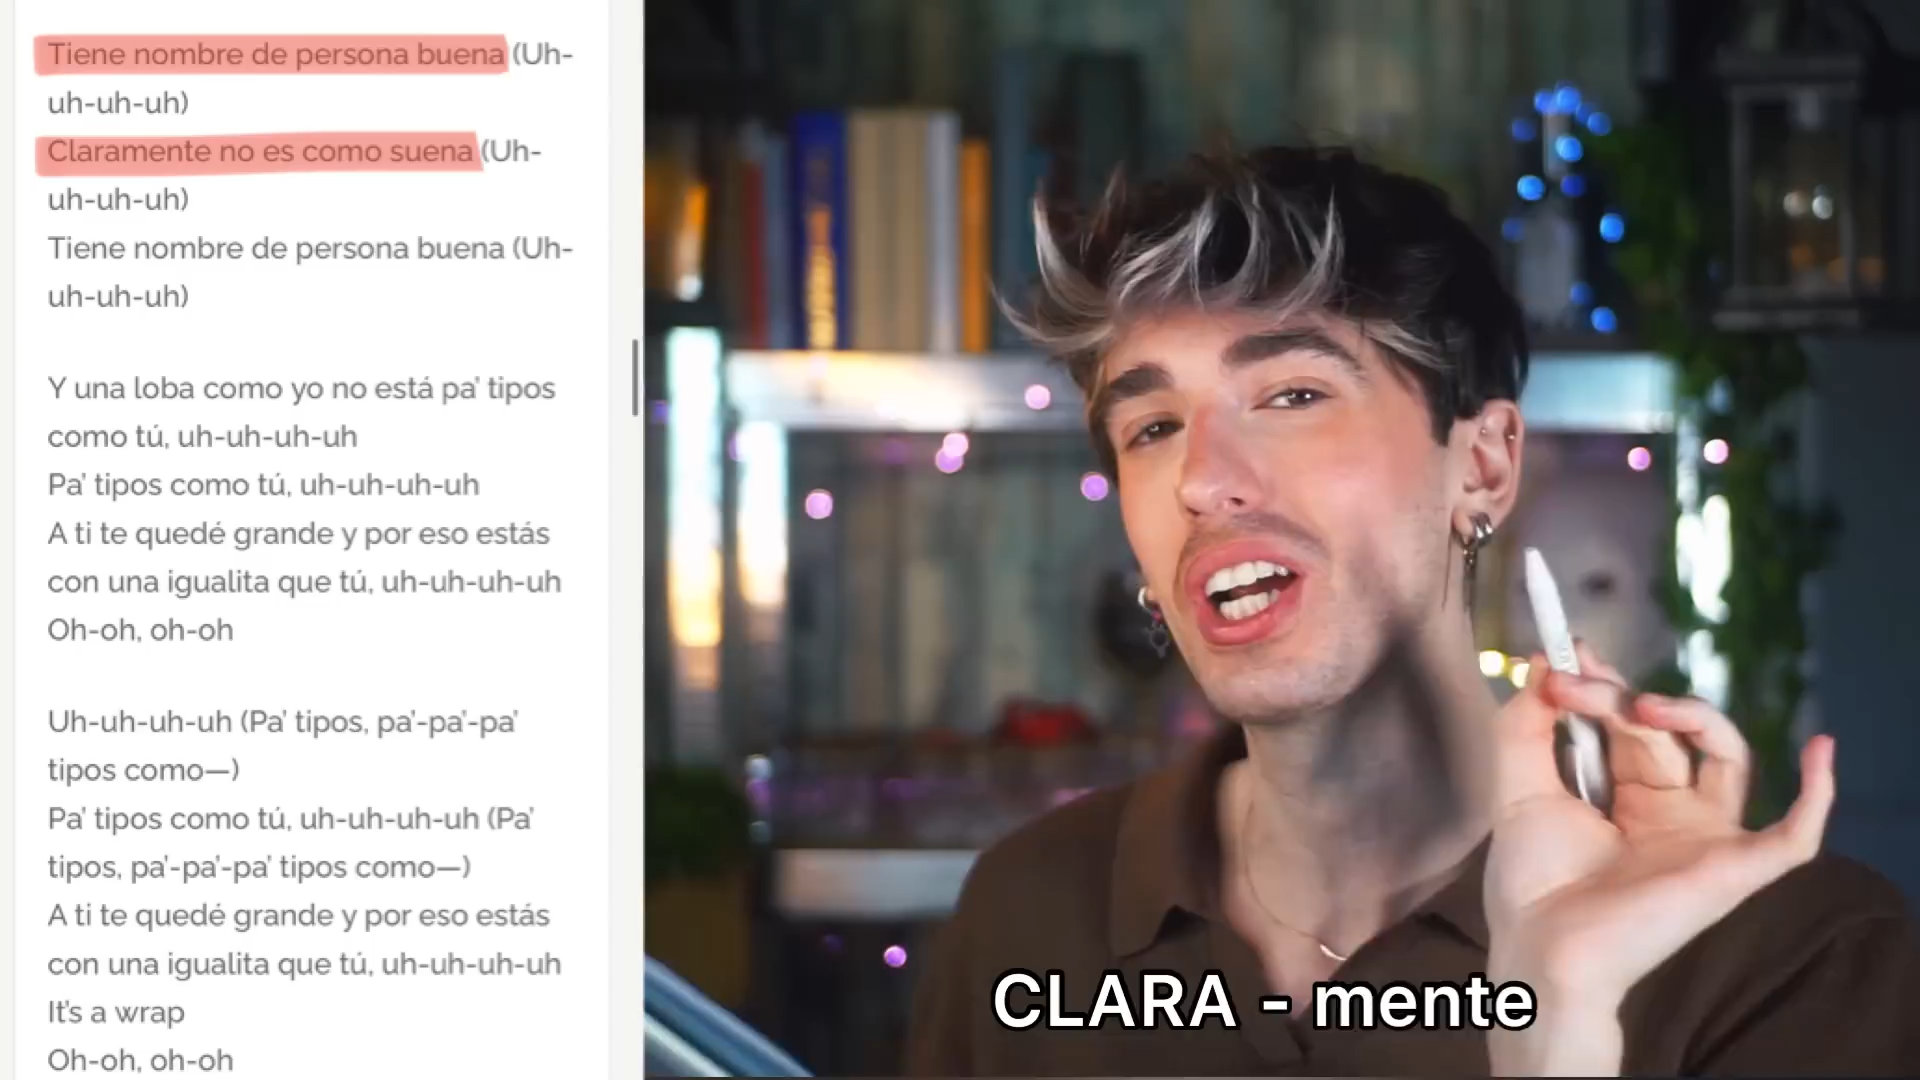 Tiene nombre de persona buena (Uh-
uh-uh-uh)
Claramente no es como suena (Uh-
uh-uh-uh)
Tiene nombre de persona buena (Uh-
uh-uh-uh)
Y una loba como yo no está pa' tipos
como tú, uh-uh-uh-uh
Pa' tipos como tú, uh-uh-uh-uh
A ti te quedé grande y por eso estás
con una igualita que tú, uh-uh-uh-uh
Oh-oh, oh-oh
Uh-uh-uh-uh (Pa' tipos, pa'-pa'-pa'
tipos como—)
Pa' tipos como tú, uh-uh-uh-uh (Pa'
tipos, pa'-pa'-pa' tipos como—)
A ti te quedé grande y por eso estás
con una igualita que tú, uh-uh-uh-uh
It's a wrap
Oh-oh, oh-oh
CLARA - mente